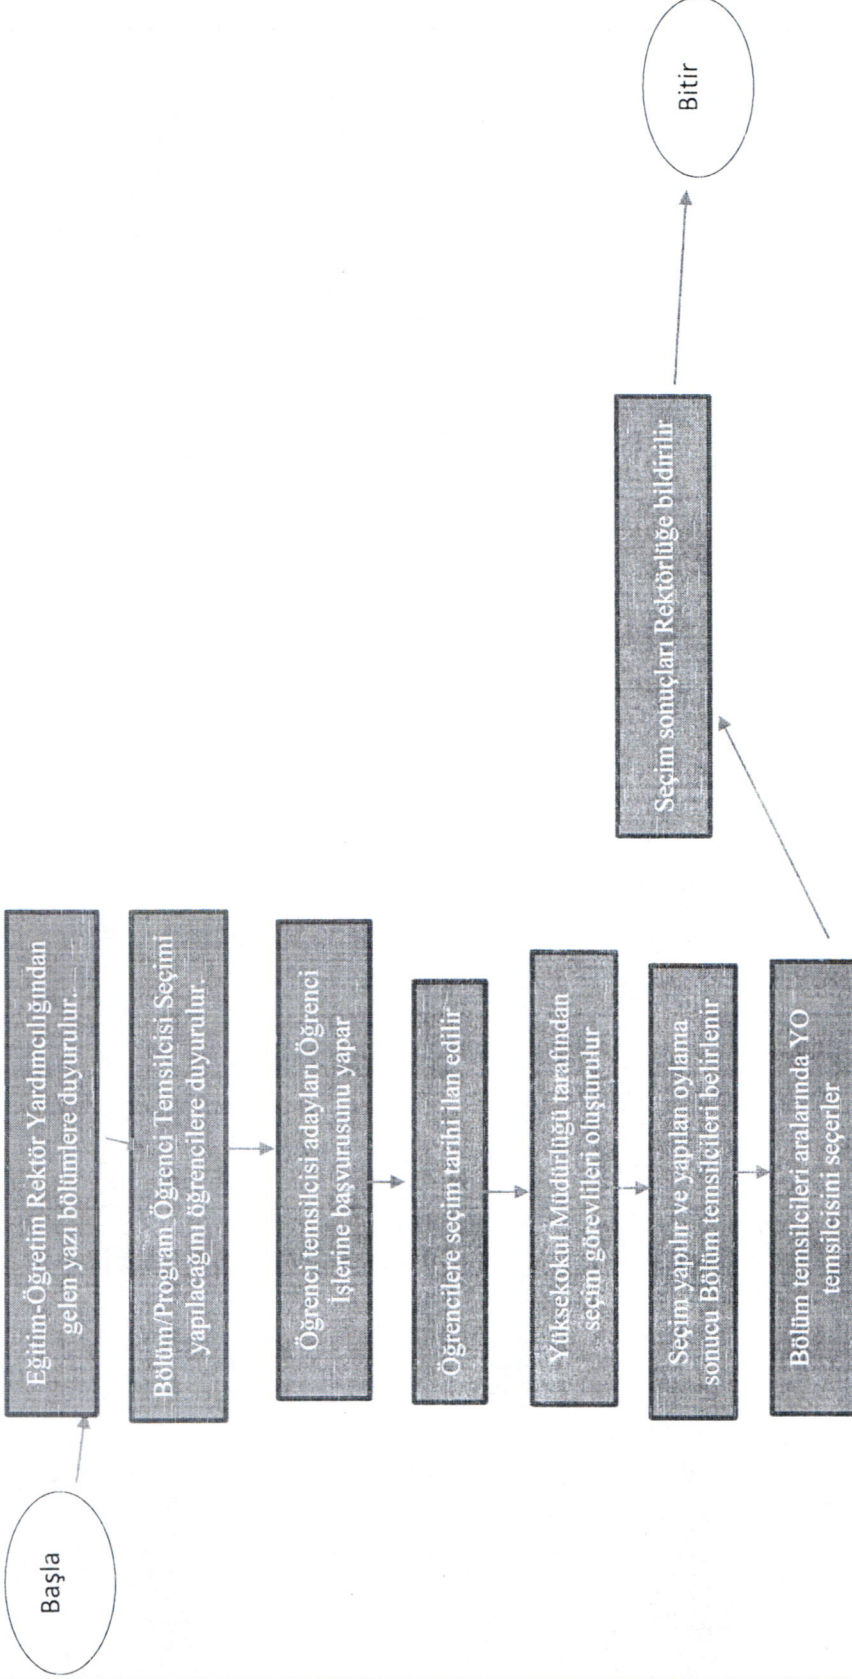 Başla
Eğitim-Öğretim Rektör Yardımcılığından
gelen yazı bölümlere duyurulur.
Bölüm/Program Öğrenci Temsilcisi Seçimi
yapılacağını öğrencilere duyurulur.
Öğrenci temsilcisi adayları Öğrenci
İşlerine başvurusunu yapar
Öğrencilere seçim tarihi ilan edilir
Yüksekokul Müdürlüğü tarafından
seçim görevlileri oluşturulur
Seçim yapılır ve yapılan oylama
sonucu Bölüm temsilcileri belirlenir
Bölüm temsilcileri aralarında YO
temsilcisini seçerler
Seçim sonuçları Rektörlüğe bildirilir
Bitir